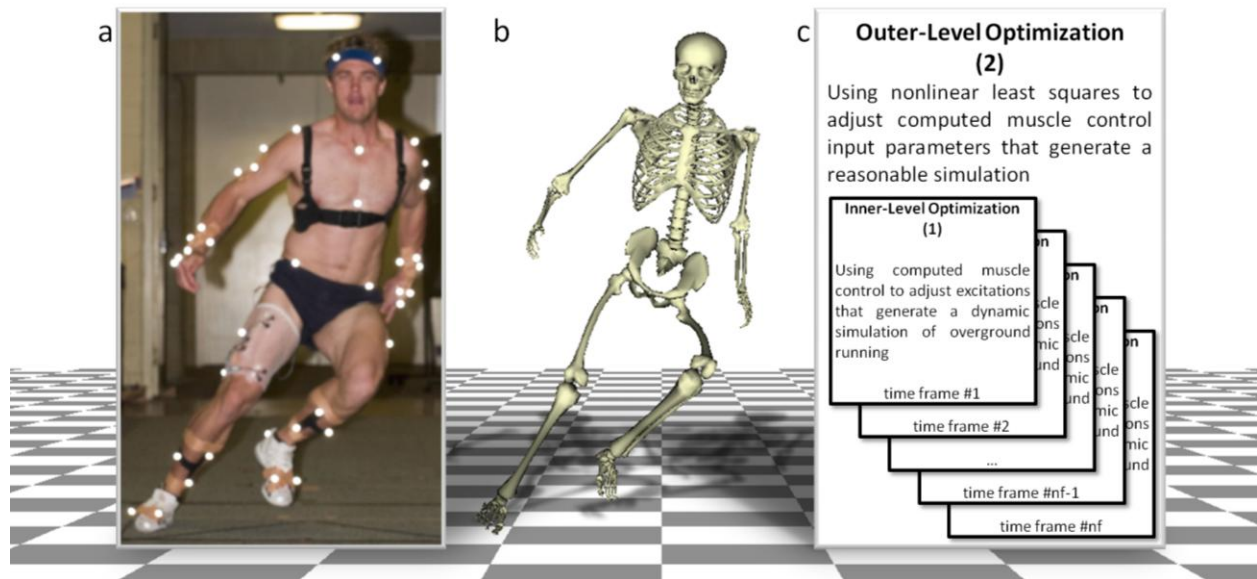 a
b
c
Outer-Level Optimization
(2)
Using nonlinear least squares to
adjust computed muscle control
input parameters that generate a
reasonable simulation
Inner-Level Optimization
(1)
Using computed muscle
control to adjust excitations
that generate a dynamic
simulation of overground
running
time frame #1
time frame #2
...
time frame #nf-1
time frame #nf